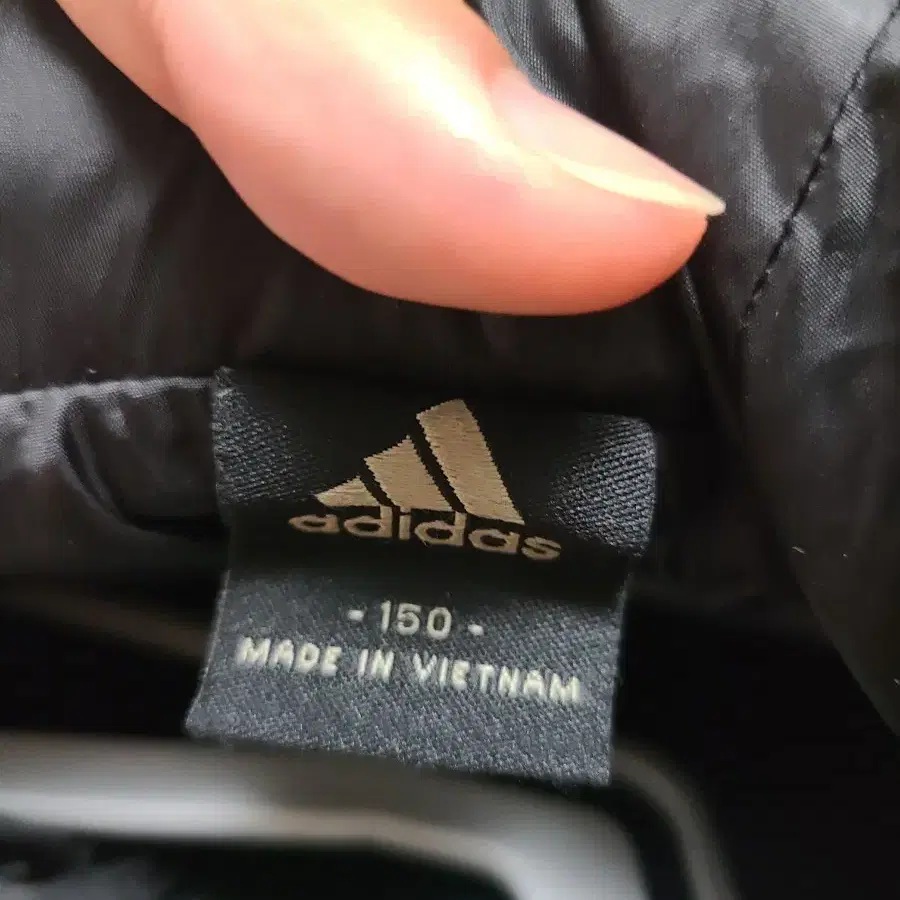 adidas
- 150 -
MADE IN VIETNAM